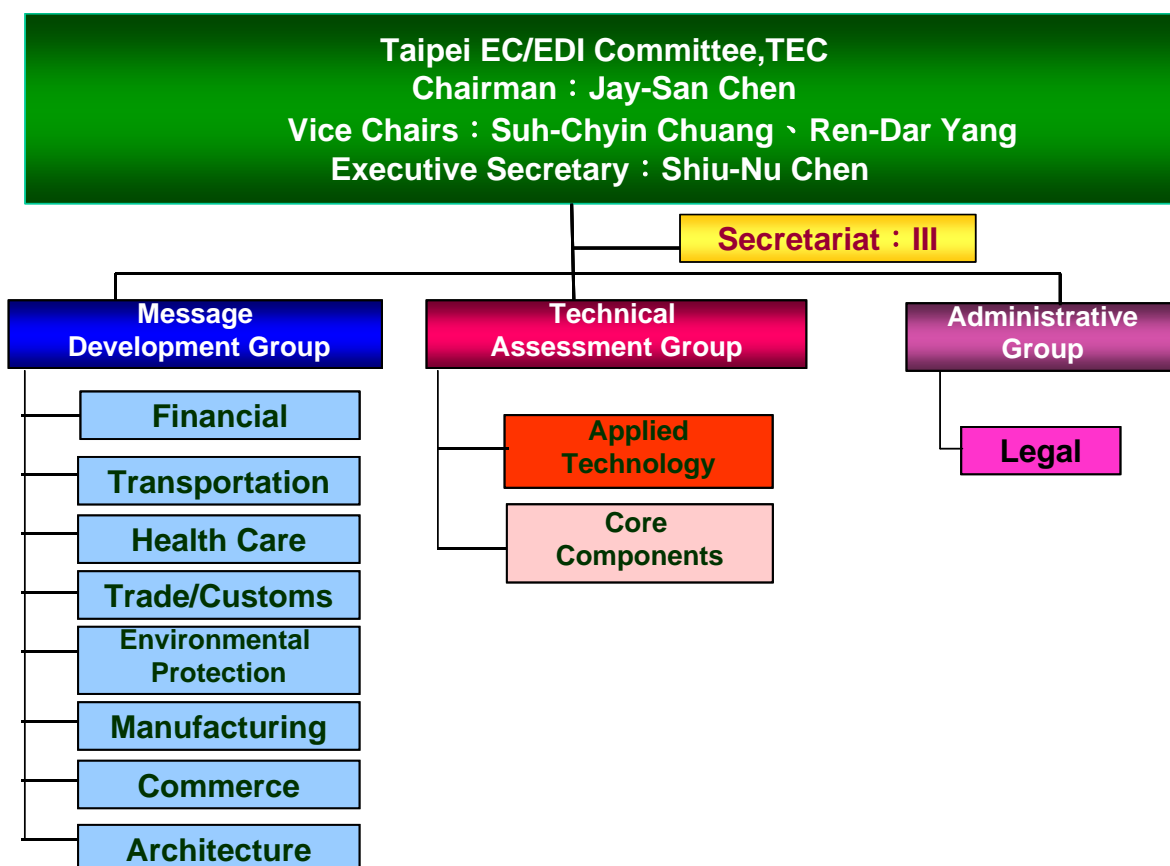 Taipei EC/EDI Committee,TEC
Chairman：Jay-San Chen
Vice Chairs：Suh-Chyin Chuang、Ren-Dar Yang
Executive Secretary：Shiu-Nu Chen
Secretariat：III
Message
Development Group
Financial
Transportation
Health Care
Trade/Customs
Environmental
Protection
Manufacturing
Commerce
Architecture
Technical
Assessment Group
Applied
Technology
Core
Components
Administrative
Group
Legal